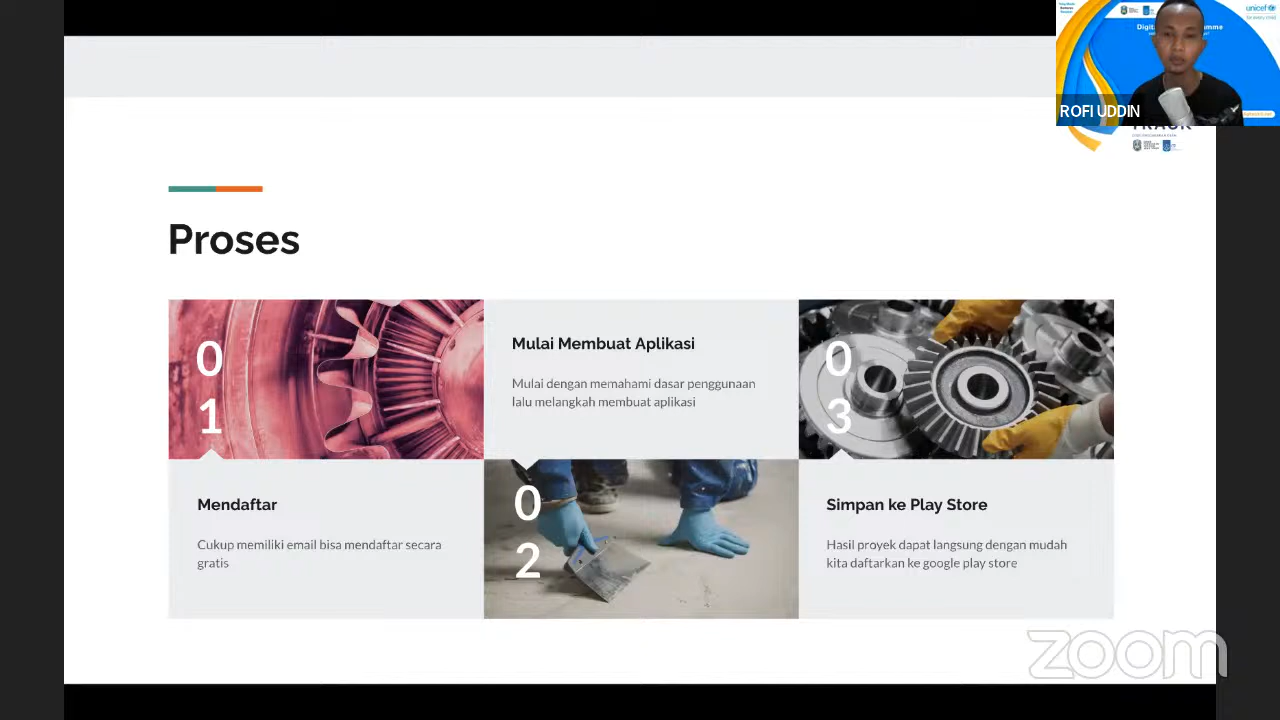 unicef
ROFI UDDIN
Proses
0
1
Mulai Membuat Aplikasi
Mulai dengan memahami dasar penggunaan
lalu melangkah membuat aplikasi
0
3
Mendaftar
Cukup memiliki email bisa mendaftar secara
gratis
0
2
Simpan ke Play Store
Hasil proyek dapat langsung dengan mudah
kita daftarkan ke google play store
zoom